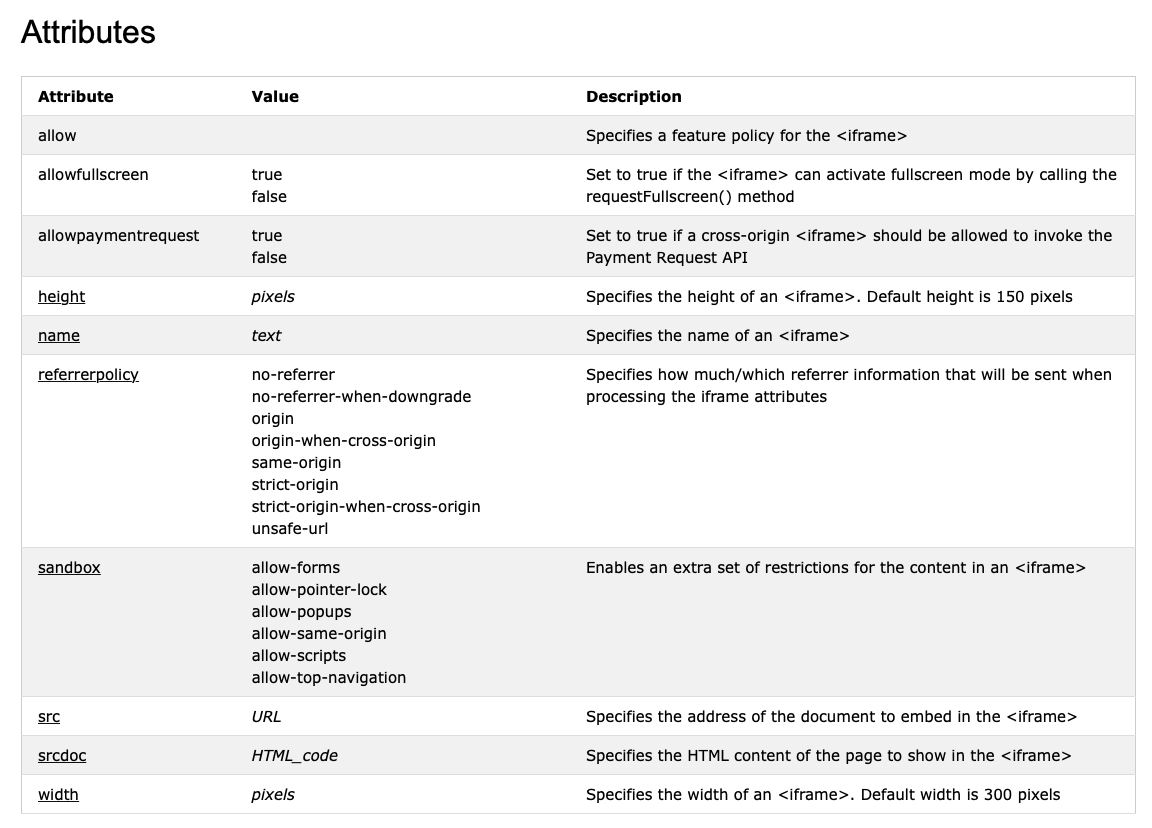 Attributes
Attribute Value Description
allow Specifies a feature policy for the <iframe>
allowfullscreen true Set to true if the <iframe> can activate fullscreen mode by calling the
false requestFullscreen() method
allowpaymentrequest true Set to true if a cross-origin <iframe> should be allowed to invoke the
false Payment Request API
height pixels Specifies the height of an <iframe>. Default height is 150 pixels
name text Specifies the name of an <iframe>
referrerpolicy no-referrer Specifies how much/which referrer information that will be sent when
no-referrer-when-downgrade processing the iframe attributes
origin
origin-when-cross-origin
same-origin
strict-origin
strict-origin-when-cross-origin
unsafe-url
sandbox allow-forms Enables an extra set of restrictions for the content in an <iframe>
allow-pointer-lock
allow-popups
allow-same-origin
allow-scripts
allow-top-navigation
src URL Specifies the address of the document to embed in the <iframe>
srcdoc HTML_code Specifies the HTML content of the page to show in the <iframe>
width pixels Specifies the width of an <iframe>. Default width is 300 pixels